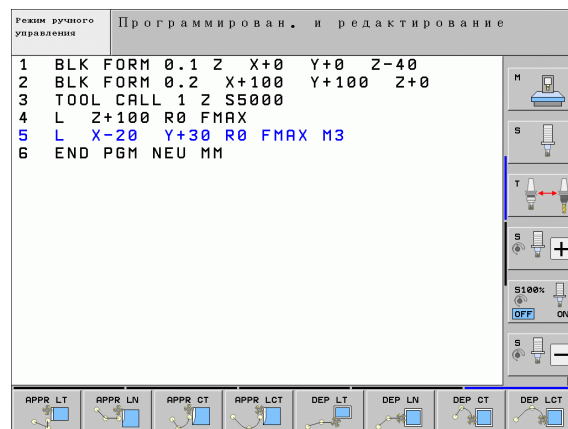 Режим ручного
управления
Программирован. и редактирование
1 BLK FORM 0.1 Z X+0 Y+0 Z-40
2 BLK FORM 0.2 X+100 Y+100 Z+0
3 TOOL CALL 1 Z S5000
4 L Z+100 R0 FMAX
5 L X-20 Y+30 R0 FMAX M3
6 END PGM NEU MM
M
S
T
S +
S100%
OFF ON
S -
APPR LT APPR LN APPR CT APPR LCT DEP LT DEP LN DEP CT DEP LCT